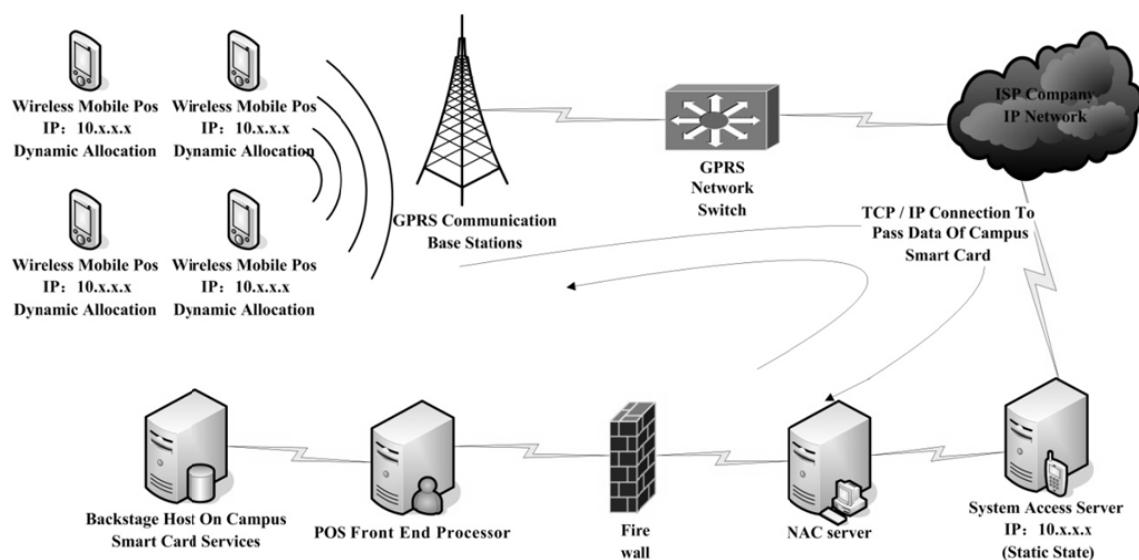 Wireless Mobile Pos
IP：10.x.x.x
Dynamic Allocation
Wireless Mobile Pos
IP：10.x.x.x
Dynamic Allocation
Wireless Mobile Pos
IP：10.x.x.x
Dynamic Allocation
Wireless Mobile Pos
IP：10.x.x.x
Dynamic Allocation
GPRS Communication
Base Stations
GPRS
Network
Switch
ISP Company
IP Network
TCP / IP Connection To
Pass Data Of Campus
Smart Card
Backstage Host On Campus
Smart Card Services
POS Front End Processor
Fire
wall
NAC server
System Access Server
IP：10.x.x.x
(Static State)